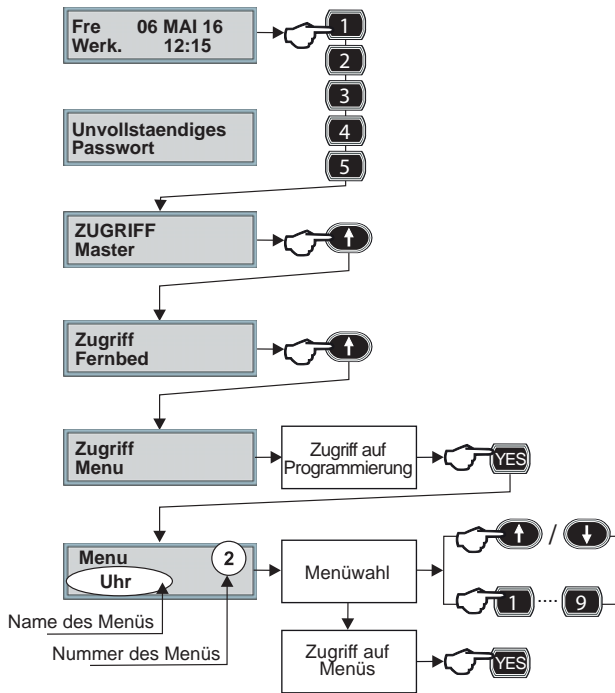 Fre 06 MAI 16
Werk. 12:15
1
2
3
4
5
Unvollstaendiges
Passwort
ZUGRIFF
Master
Zugriff
Fernbed
Zugriff
Menu
Zugriff auf
Programmierung
YES
Menu 2
Uhr
Menüwahl
/
1 .... 9
Name des Menüs
Nummer des Menüs
Zugriff auf
Menüs
YES